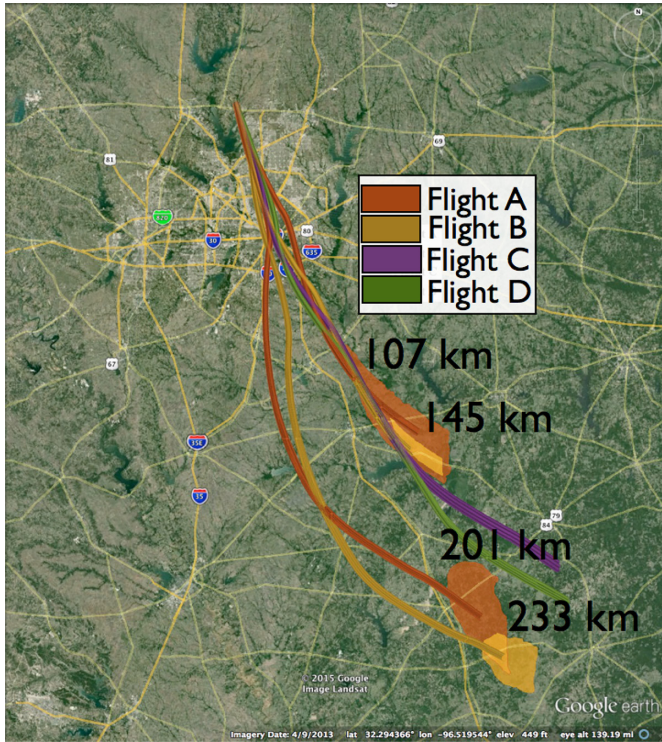 N
69
81
Flight A
Flight B
Flight C
Flight D
820
80
30
635
107 km
67
145 km
35E
35
79
84
201 km
233 km
© 2015 Google
Image Landsat
Google earth
Imagery Date: 4/9/2013 lat 32.294366° lon -96.519544° elev 449 ft eye alt 139.19 mi